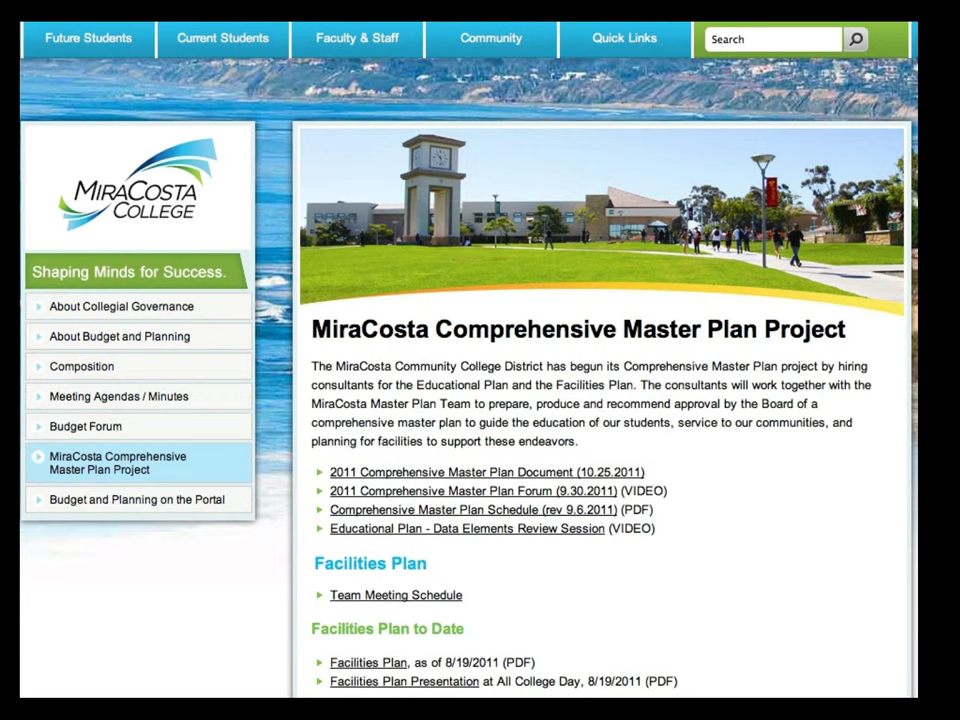 Future Students
Current Students
Faculty & Staff
Community
Quick Links
Search
MIRACOSTA
COLLEGE
Shaping Minds for Success.
About Collegial Governance
About Budget and Planning
Composition
Meeting Agendas / Minutes
Budget Forum
MiraCosta Comprehensive
Master Plan Project
Budget and Planning on the Portal
MiraCosta Comprehensive Master Plan Project
The MiraCosta Community College District has begun its Comprehensive Master Plan project by hiring
consultants for the Educational Plan and the Facilities Plan. The consultants will work together with the
MiraCosta Master Plan Team to prepare, produce and recommend approval by the Board of a
comprehensive master plan to guide the education of our students, service to our communities, and
planning for facilities to support these endeavors.
2011 Comprehensive Master Plan Document (10.25.2011)
2011 Comprehensive Master Plan Forum (9.30.2011) (VIDEO)
Comprehensive Master Plan Schedule (rev 9.6.2011) (PDF)
Educational Plan - Data Elements Review Session (VIDEO)
Facilities Plan
Team Meeting Schedule
Facilities Plan to Date
Facilities Plan, as of 8/19/2011 (PDF)
Facilities Plan Presentation at All College Day, 8/19/2011 (PDF)